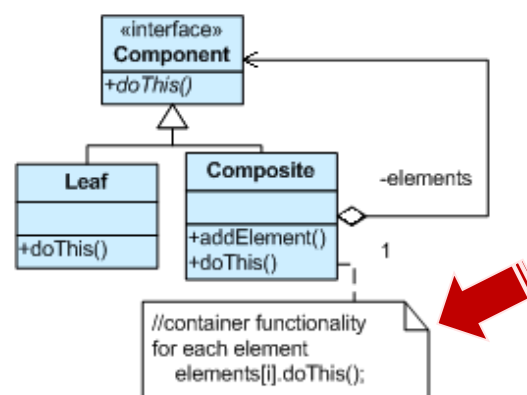 «interface»
Component
+doThis()
Leaf
+doThis()
Composite
+addElement()
+doThis()
-elements
1
//container functionality
for each element
elements[i].doThis();